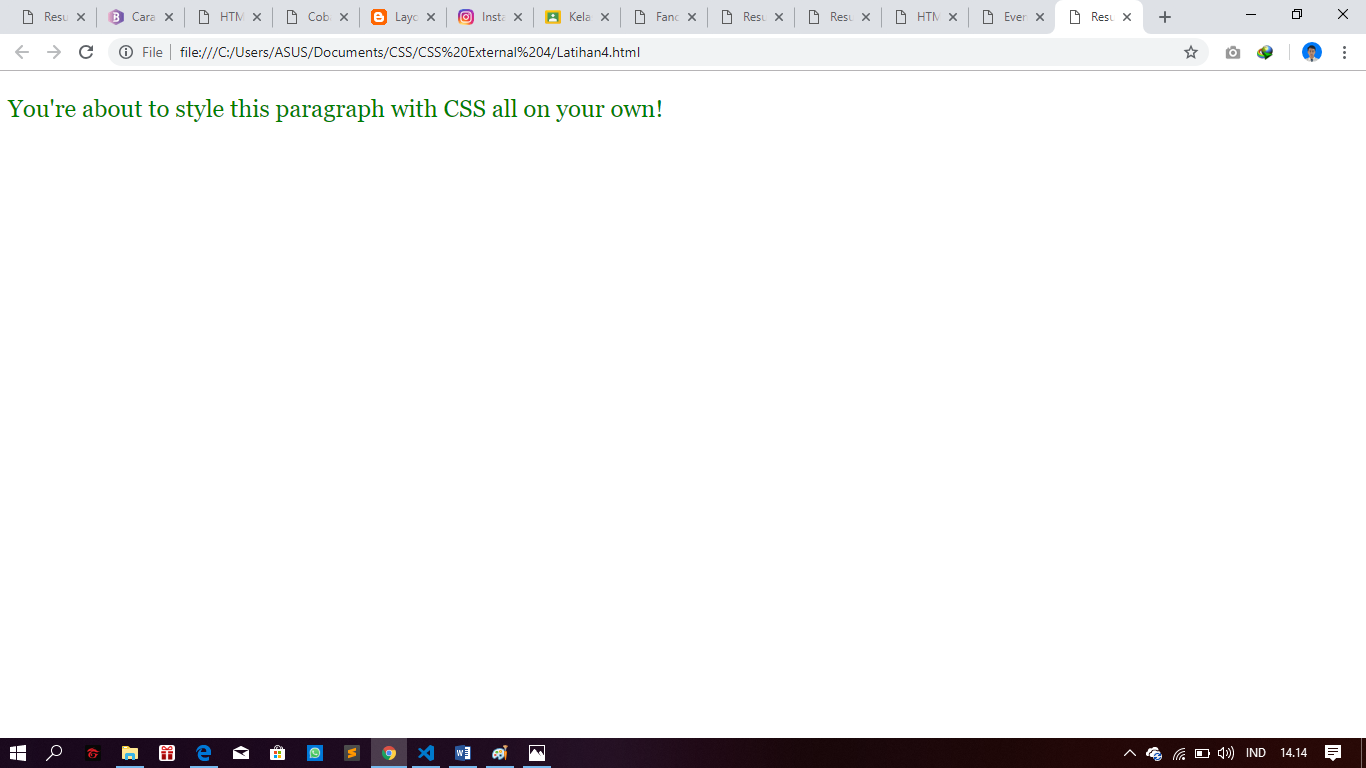 Resu
Cara
HTM
Cob
Layo
Insta
Kela
Fanc
Resu
Resu
HTM
Even
Resu
File
file:///C:/Users/ASUS/Documents/CSS/CSS%20External%204/Latihan4.html
You're about to style this paragraph with CSS all on your own!
IND
14.14